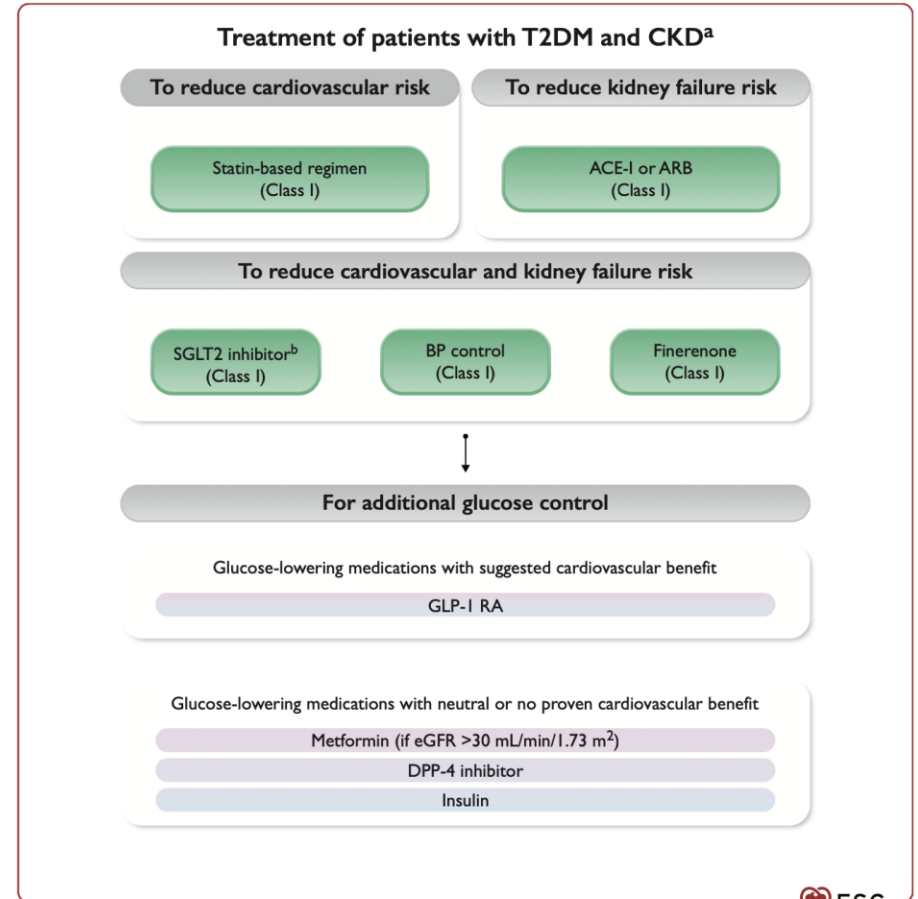 Treatment of patients with T2DM and CKDᵃ
To reduce cardiovascular risk
Statin-based regimen
(Class I)
To reduce kidney failure risk
ACE-I or ARB
(Class I)
To reduce cardiovascular and kidney failure risk
SGLT2 inhibitorᵇ
(Class I)
BP control
(Class I)
Finerenone
(Class I)
For additional glucose control
Glucose-lowering medications with suggested cardiovascular benefit
GLP-1 RA
Glucose-lowering medications with neutral or no proven cardiovascular benefit
Metformin (if eGFR >30 mL/min/1.73 m²)
DPP-4 inhibitor
Insulin
ESC